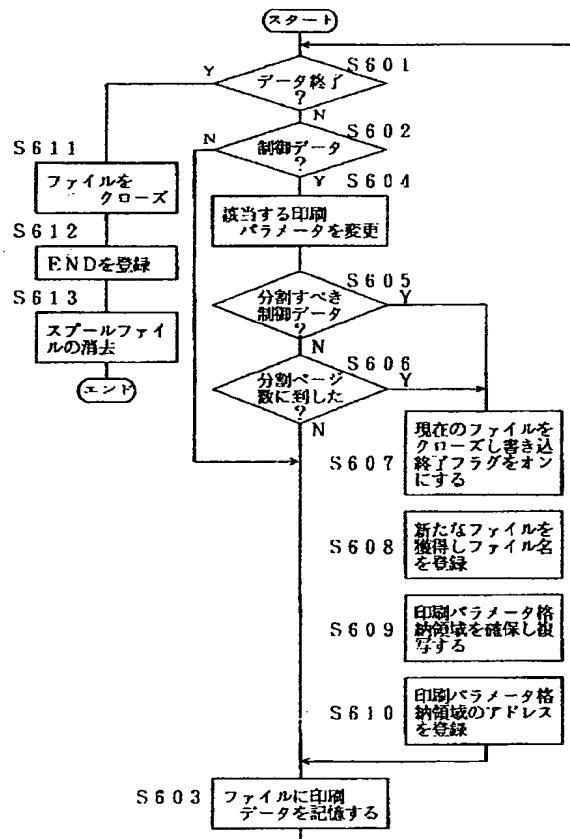 スタート
S601
Y
データ終了
?
N
S602
N
制御データ
?
Y
S604
S611
ファイルを
クローズ
該当する印刷
パラメータを変更
S612
ENDを登録
S605
分割すべき
制御データ
?
Y
N
S613
スプールファイ
ルの消去
エンド
S606
分割ページ
数に到した
?
Y
N
S607
現在のファイルを
クローズし書き込
終了フラグをオン
にする
S608
新たなファイルを
獲得しファイル名
を登録
S609
印刷パラメータ格
納領域を確保し複
写する
S610
印刷パラメータ格
納領域のアドレス
を登録
S603
ファイルに印刷
データを記憶する